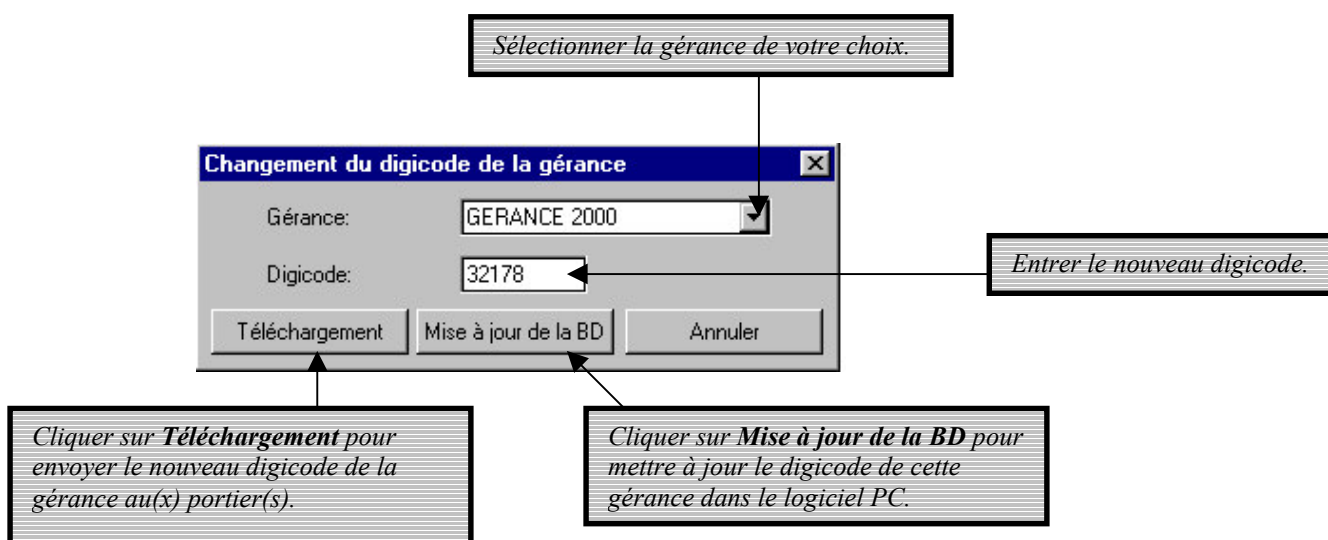 Sélectionner la gérance de votre choix.
Changement du digicode de la gérance
Gérance:
GERANCE 2000
Digicode:
32178
Entrer le nouveau digicode.
Téléchargement
Mise à jour de la BD
Annuler
Cliquer sur Téléchargement pour
envoyer le nouveau digicode de la
gérance au(x) portier(s).
Cliquer sur Mise à jour de la BD pour
mettre à jour le digicode de cette
gérance dans le logiciel PC.